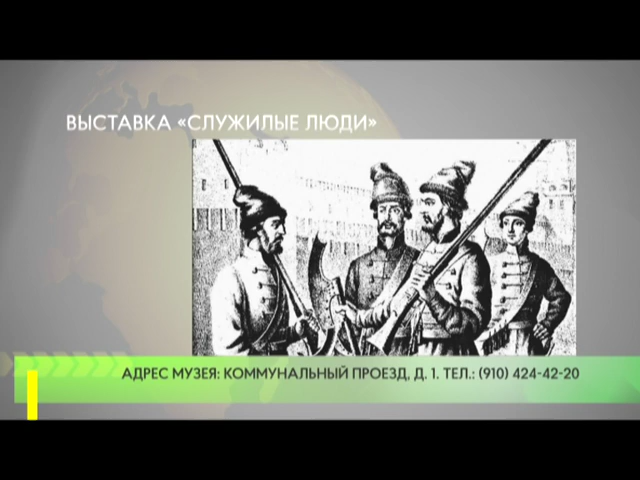 ВЫСТАВКА «СЛУЖИЛЫЕ ЛЮДИ»
АДРЕС МУЗЕЯ: КОММУНАЛЬНЫЙ ПРОЕЗД, Д. 1. ТЕЛ.: (910) 424-42-20